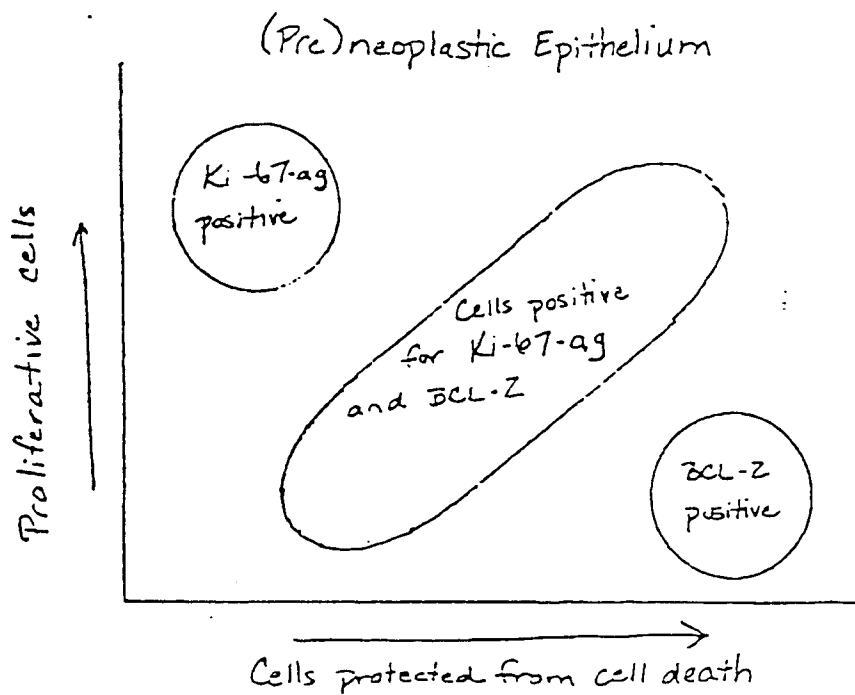 (Pre)neoplastic Epithelium
Ki-67-ag
positive
Cells positive
for Ki-67-ag
and BCL-2
BCL-2
positive
Proliferative cells
Cells protected from cell death